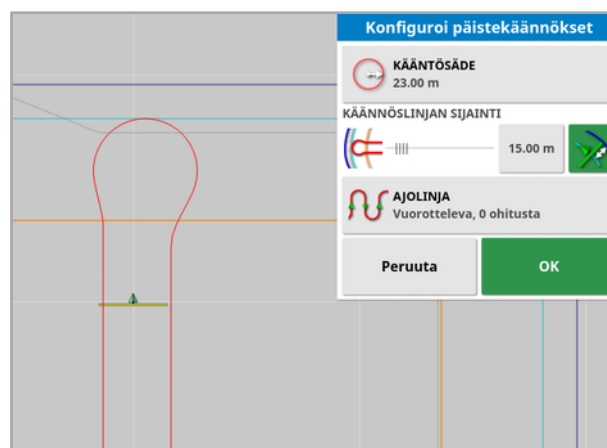 Konfiguroi päistekäännökset
KÄÄNTÖSÄDE
23.00 m
KÄÄNNÖSLINJAN SIJAINTI
15.00 m
AJOLINJA
Vuorotteleva, 0 ohitusta
Peruuta
OK